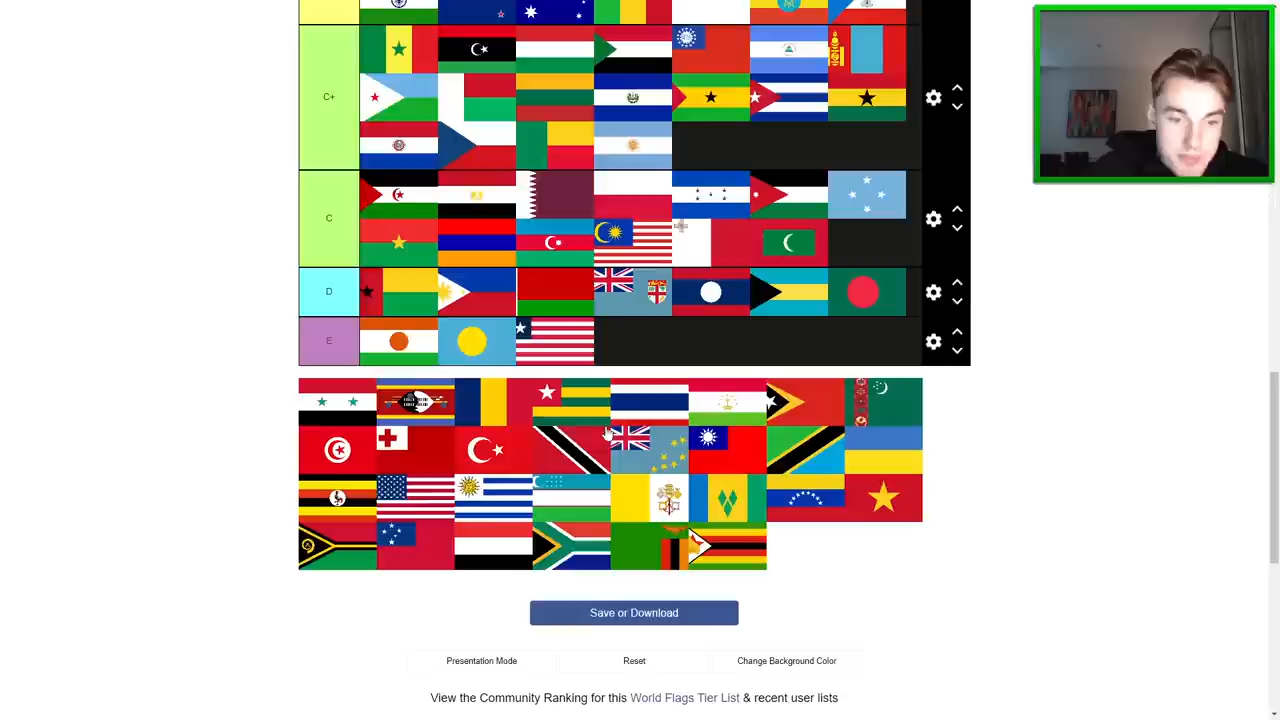 C+
C
D
E
Save or Download
Presentation Mode Reset Change Background Color
View the Community Ranking for this World Flags Tier List & recent user lists